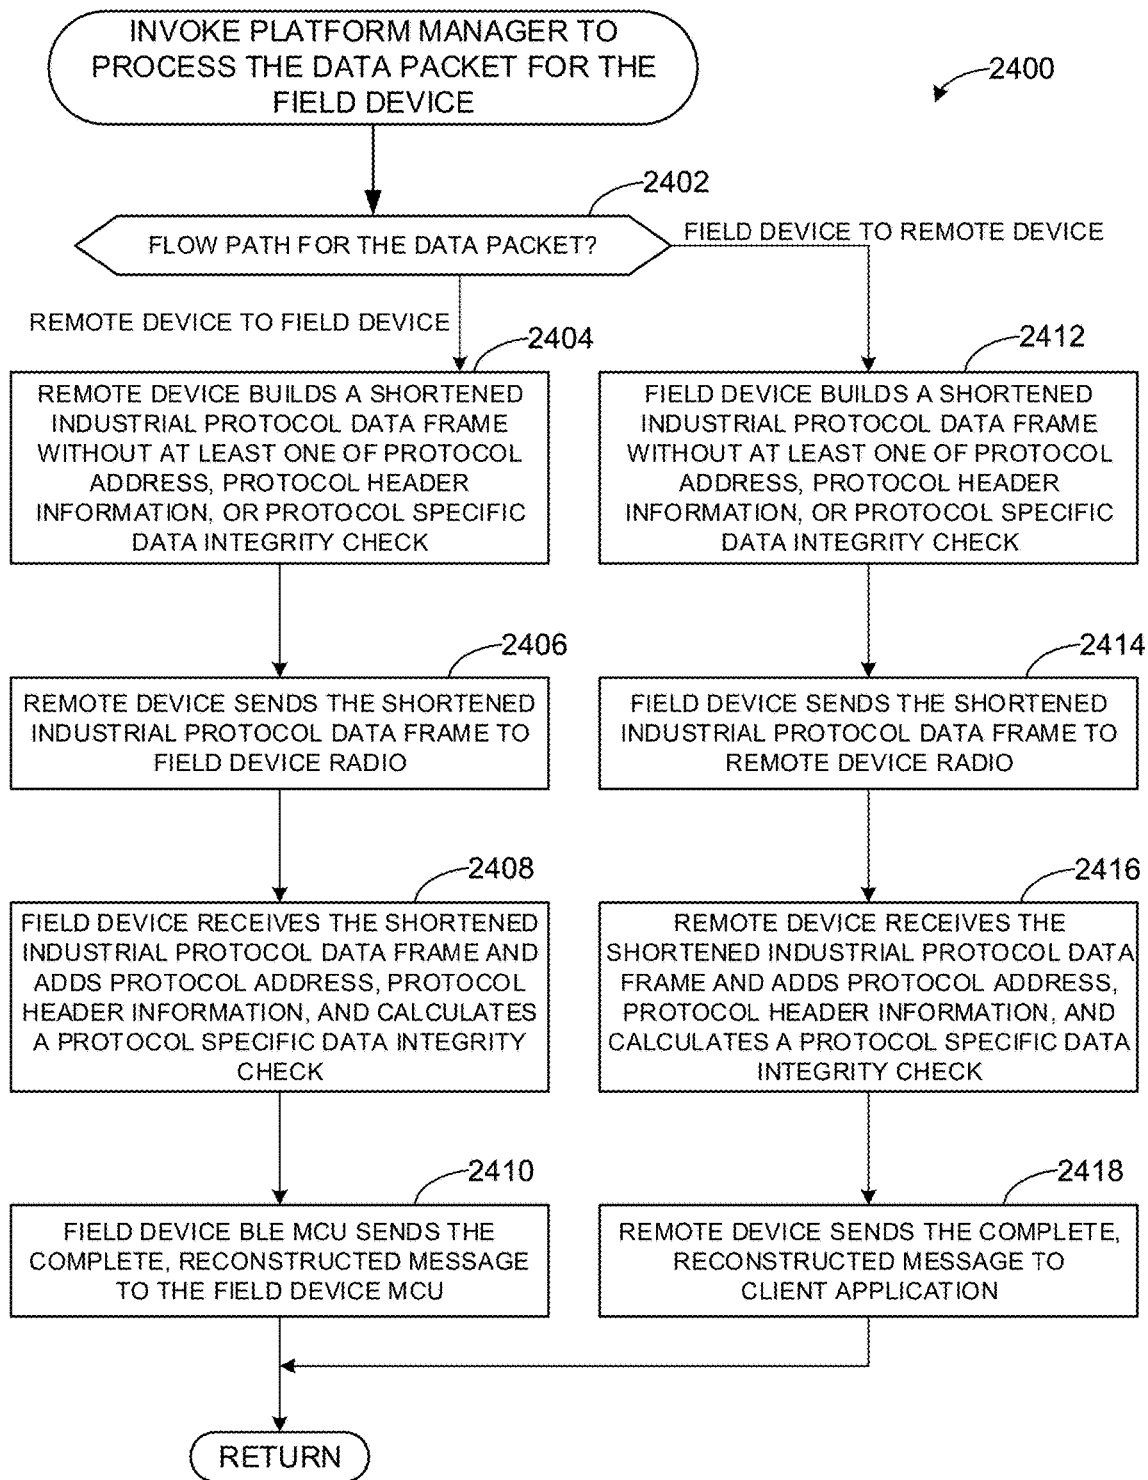 INVOKE PLATFORM MANAGER TO
PROCESS THE DATA PACKET FOR THE
FIELD DEVICE
2400
2402
FLOW PATH FOR THE DATA PACKET?
FIELD DEVICE TO REMOTE DEVICE
REMOTE DEVICE TO FIELD DEVICE
2404
REMOTE DEVICE BUILDS A SHORTENED
INDUSTRIAL PROTOCOL DATA FRAME
WITHOUT AT LEAST ONE OF PROTOCOL
ADDRESS, PROTOCOL HEADER
INFORMATION, OR PROTOCOL SPECIFIC
DATA INTEGRITY CHECK
2406
REMOTE DEVICE SENDS THE SHORTENED
INDUSTRIAL PROTOCOL DATA FRAME TO
FIELD DEVICE RADIO
2408
FIELD DEVICE RECEIVES THE SHORTENED
INDUSTRIAL PROTOCOL DATA FRAME AND
ADDS PROTOCOL ADDRESS, PROTOCOL
HEADER INFORMATION, AND CALCULATES
A PROTOCOL SPECIFIC DATA INTEGRITY
CHECK
2410
FIELD DEVICE BLE MCU SENDS THE
COMPLETE, RECONSTRUCTED MESSAGE
TO THE FIELD DEVICE MCU
2412
FIELD DEVICE BUILDS A SHORTENED
INDUSTRIAL PROTOCOL DATA FRAME
WITHOUT AT LEAST ONE OF PROTOCOL
ADDRESS, PROTOCOL HEADER
INFORMATION, OR PROTOCOL SPECIFIC
DATA INTEGRITY CHECK
2414
FIELD DEVICE SENDS THE SHORTENED
INDUSTRIAL PROTOCOL DATA FRAME TO
REMOTE DEVICE RADIO
2416
REMOTE DEVICE RECEIVES THE
SHORTENED INDUSTRIAL PROTOCOL DATA
FRAME AND ADDS PROTOCOL ADDRESS,
PROTOCOL HEADER INFORMATION, AND
CALCULATES A PROTOCOL SPECIFIC DATA
INTEGRITY CHECK
2418
REMOTE DEVICE SENDS THE COMPLETE,
RECONSTRUCTED MESSAGE TO
CLIENT APPLICATION
RETURN